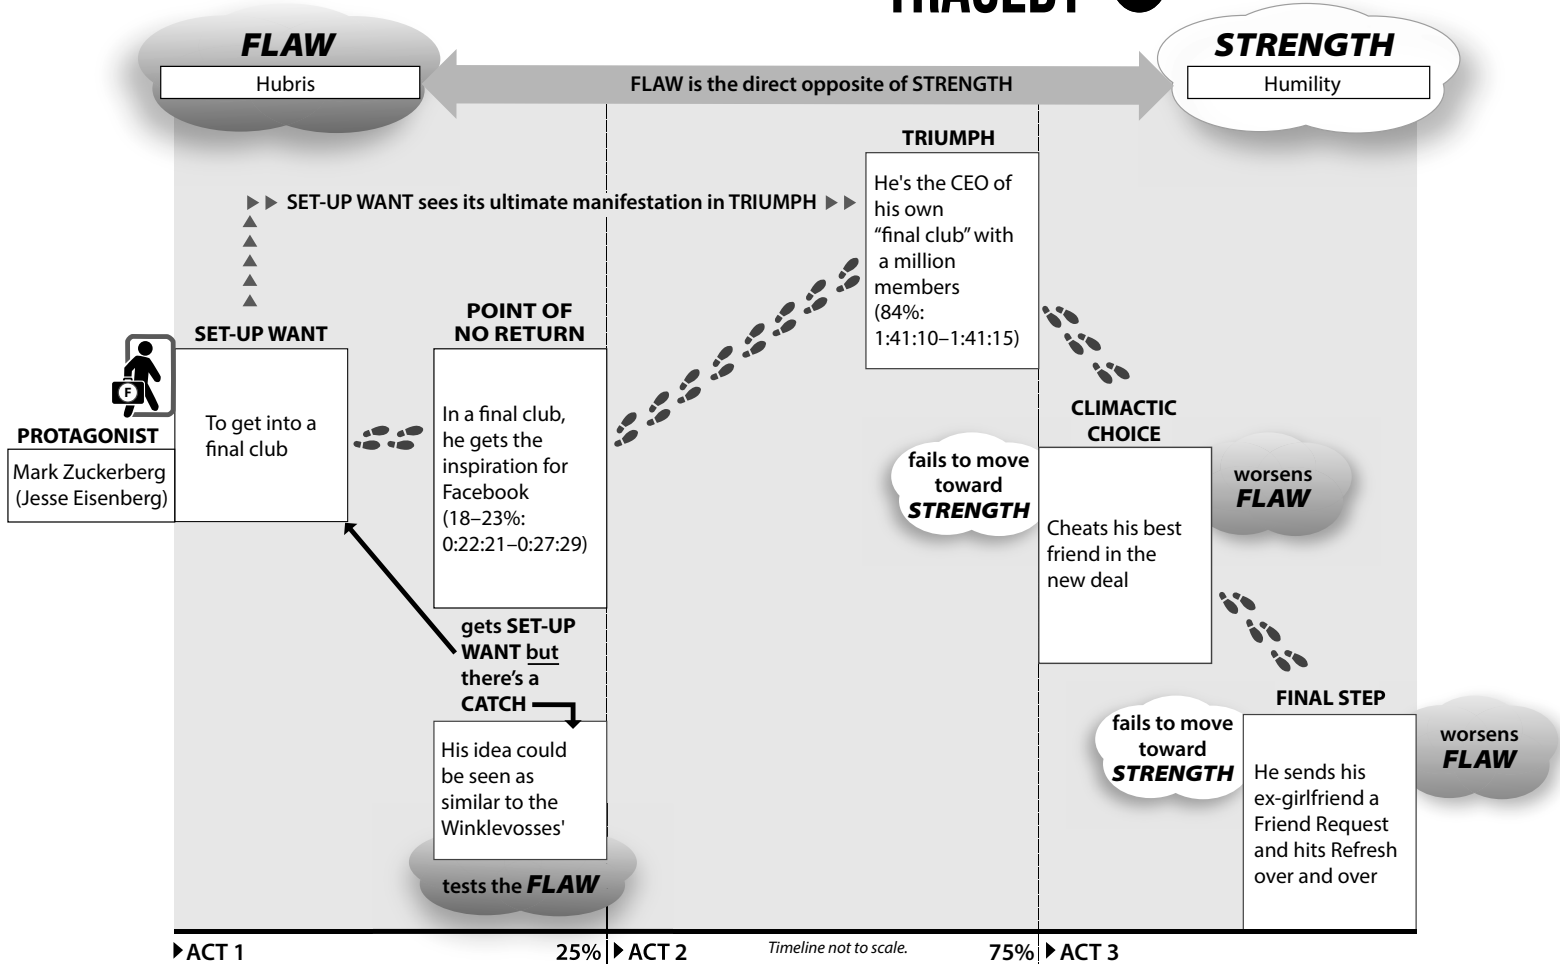 TRAGEDY
FLAW
Hubris
FLAW is the direct opposite of STRENGTH
STRENGTH
Humility
TRIUMPH
He's the CEO of
his own
“final club” with
a million
members
(84%:
1:41:10–1:41:15)
SET-UP WANT sees its ultimate manifestation in TRIUMPH
SET-UP WANT
To get into a
final club
F
PROTAGONIST
Mark Zuckerberg
(Jesse Eisenberg)
POINT OF
NO RETURN
In a final club,
he gets the
inspiration for
Facebook
(18–23%:
0:22:21–0:27:29)
gets SET-UP
WANT but
there’s a
CATCH
His idea could
be seen as
similar to the
Winklevosses'
tests the FLAW
CLIMACTIC
CHOICE
fails to move
toward
STRENGTH
Cheats his best
friend in the
new deal
worsens
FLAW
FINAL STEP
fails to move
toward
STRENGTH
He sends his
ex-girlfriend a
Friend Request
and hits Refresh
over and over
worsens
FLAW
ACT 1
25%
ACT 2
Timeline not to scale.
75%
ACT 3